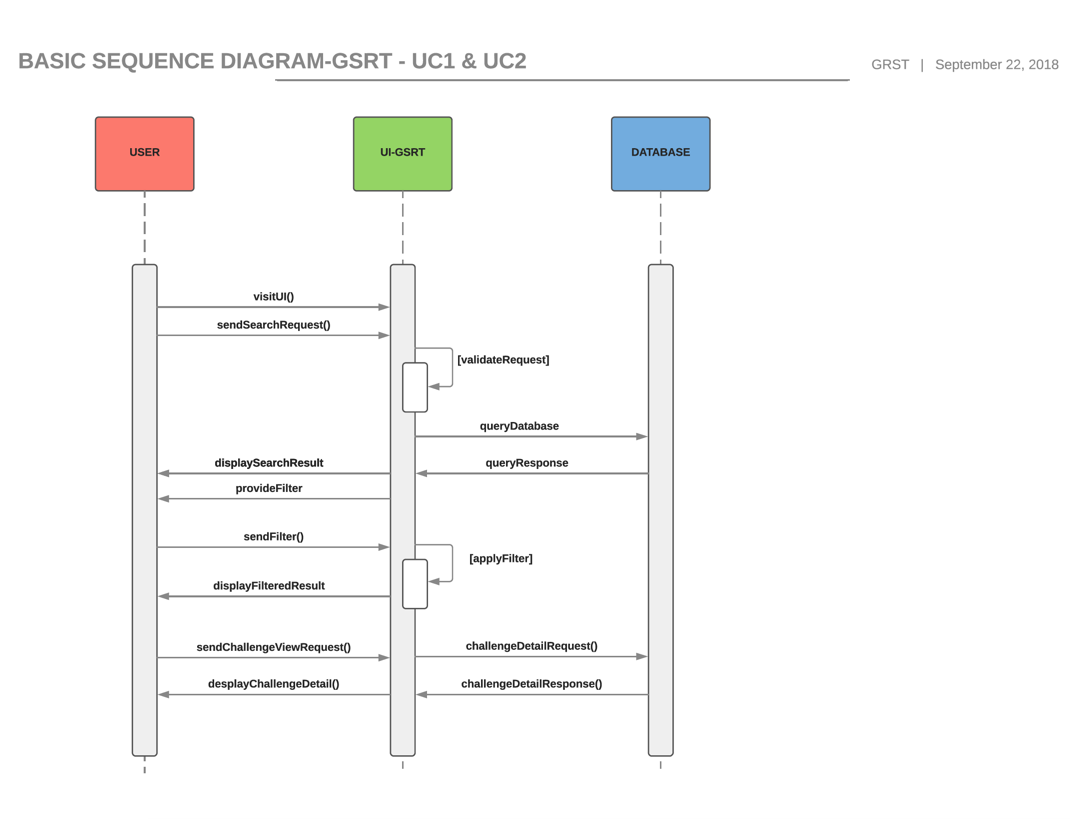 BASIC SEQUENCE DIAGRAM-GSRT - UC1 & UC2
GRST | September 22, 2018
USER
UI-GSRT
DATABASE
visitUI()
sendSearchRequest()
[validateRequest]
queryDatabase
displaySearchResult
queryResponse
provideFilter
sendFilter()
[applyFilter]
displayFilteredResult
sendChallengeViewRequest()
challengeDetailRequest()
desplayChallengeDetail()
challengeDetailResponse()